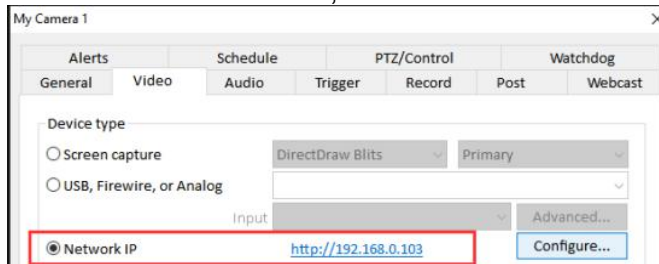 My Camera 1
Alerts Schedule PTZ/Control Watchdog
General Video Audio Trigger Record Post Webcast
Device type
Screen capture DirectDraw Blits Primary
USB, Firewire, or Analog
Input Advanced...
Network IP http://192.168.0.103 Configure...